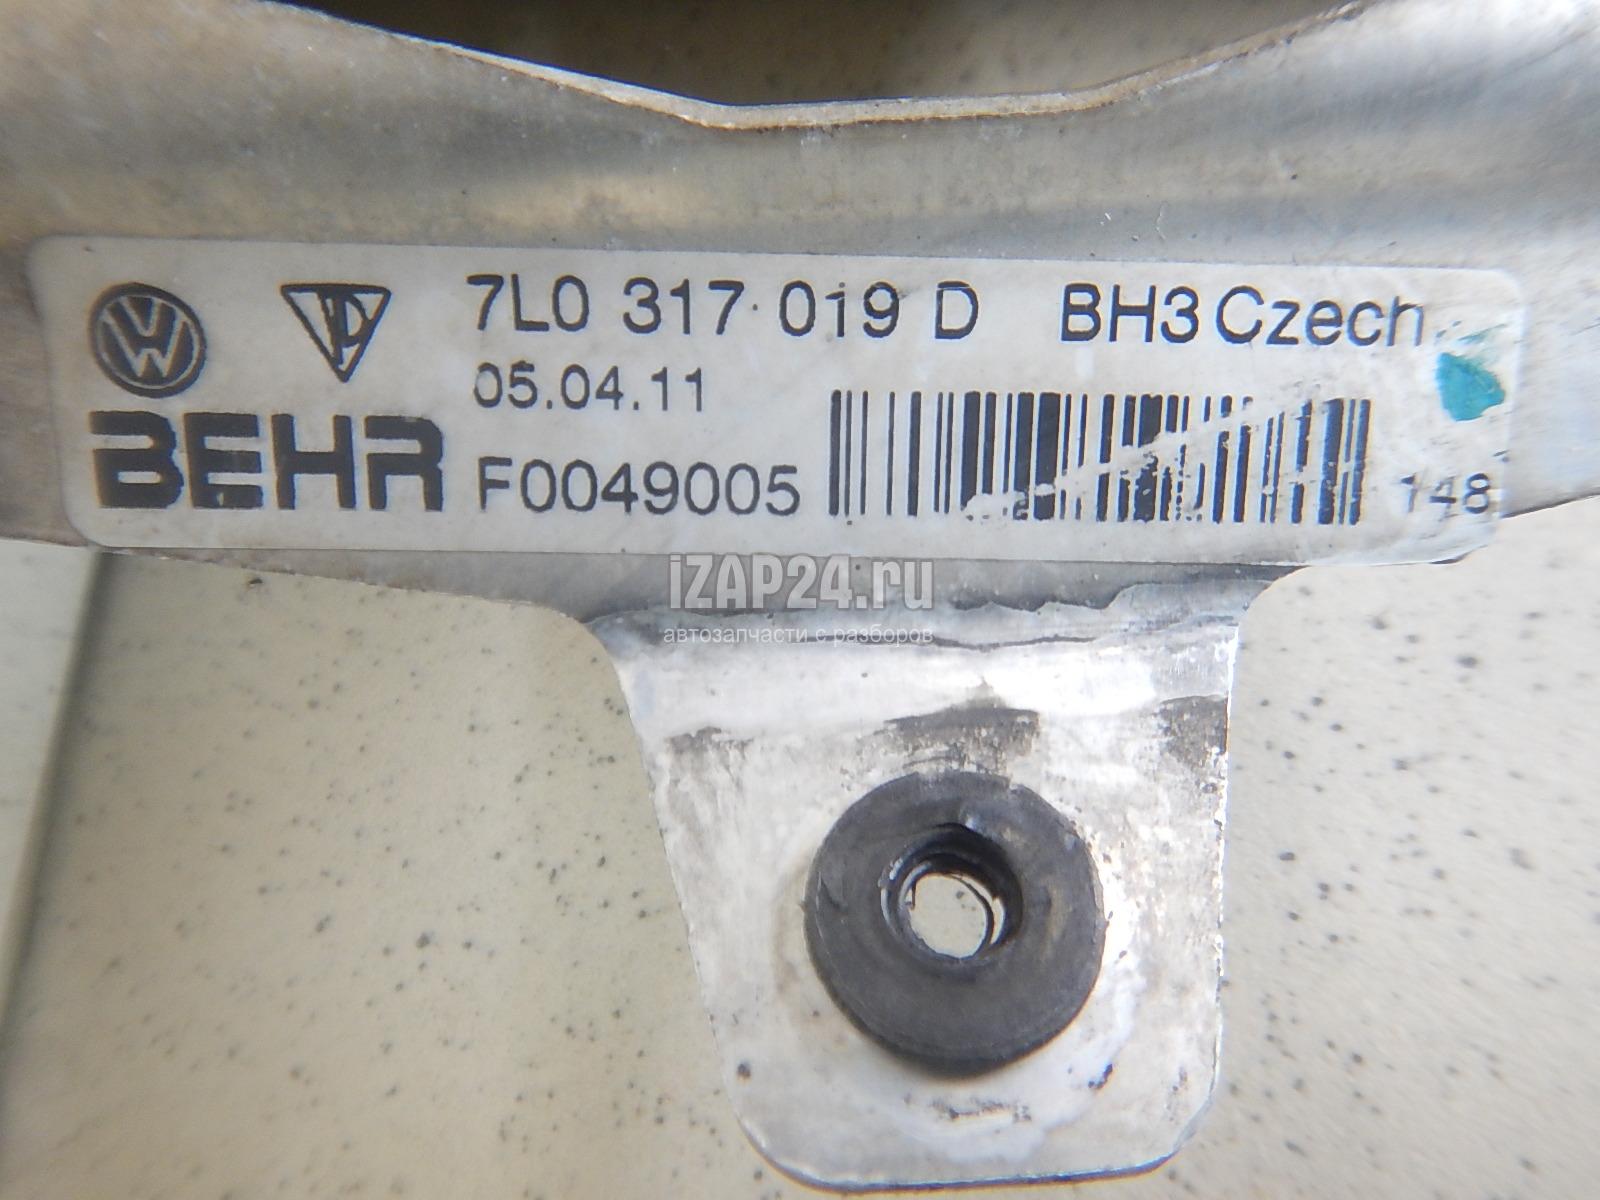 7L0 317 019 D BH3 Czech
05.04.11
BEHR F0049005 148
iZAP24.ru
автозапчасти с разборов